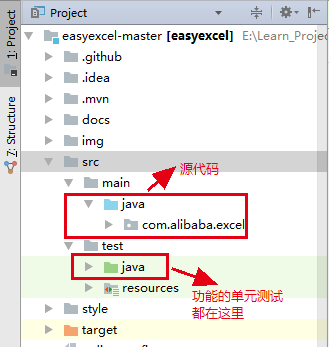 Project
1: Project
7: Structure
easyexcel-master [easyexcel] E:\Learn_Projec
.github
.idea
.mvn
docs
img
src
源代码
main
java
com.alibaba.excel
test
java
resources
功能的单元测试
都在这里
style
target